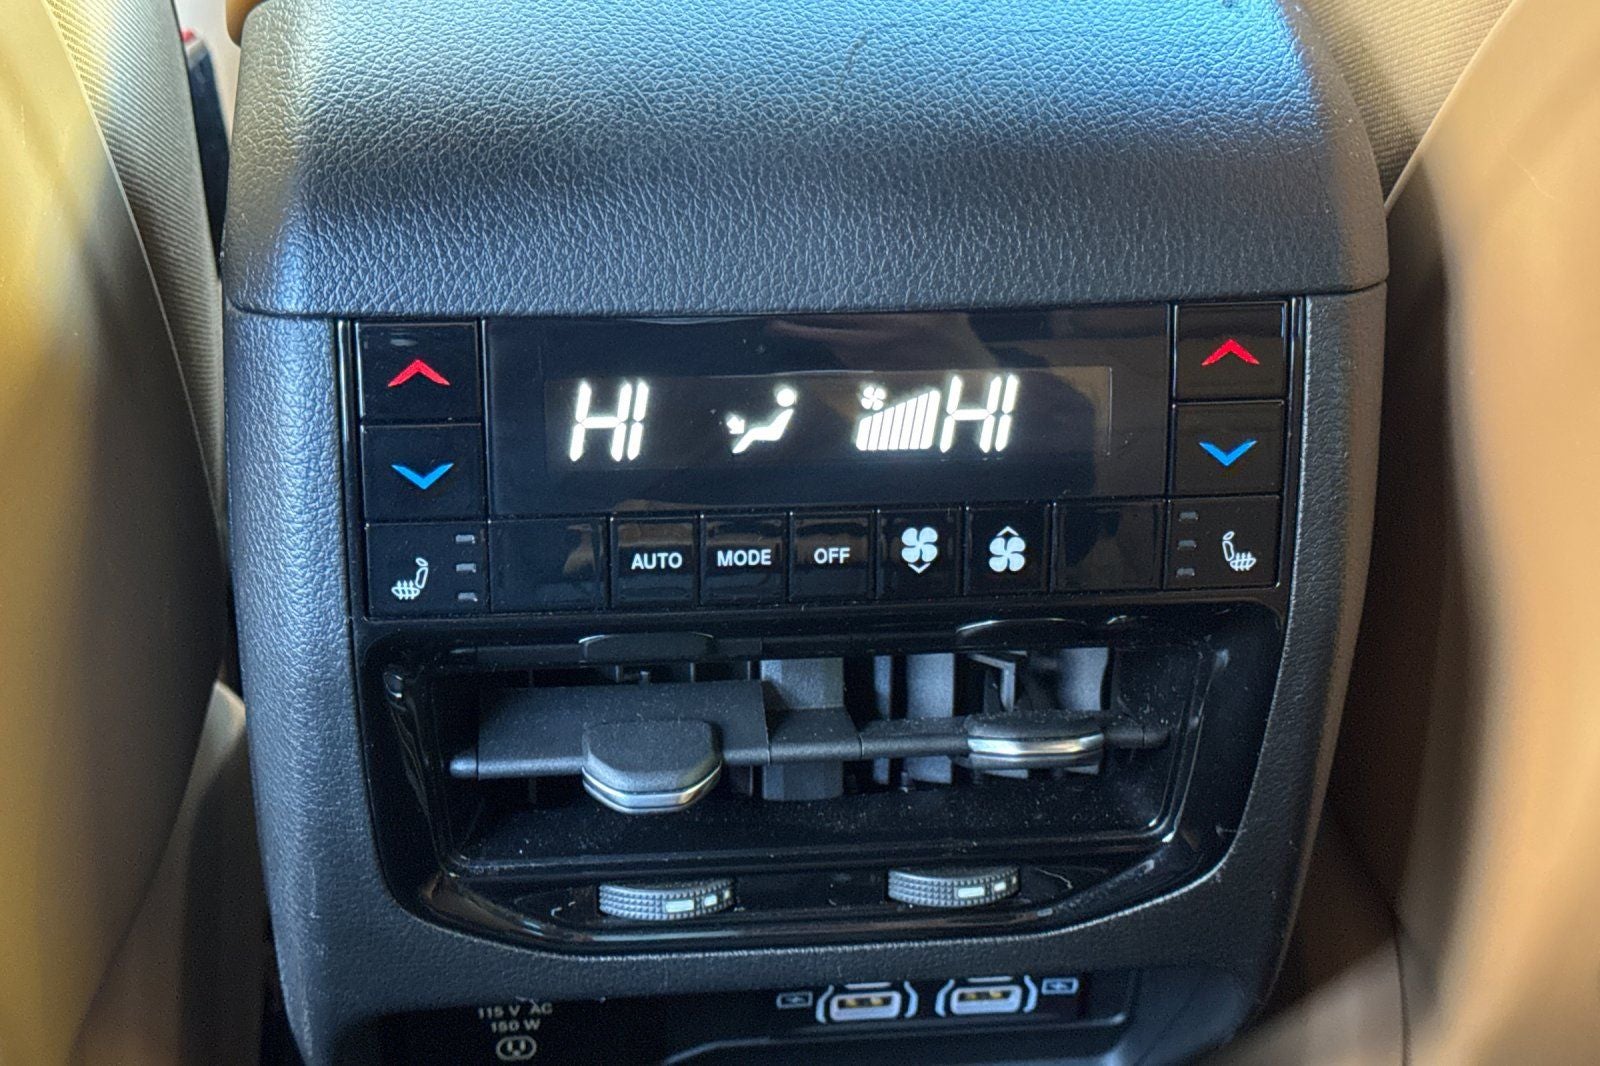 HI HI
AUTO MODE OFF
115 V AC
150 W